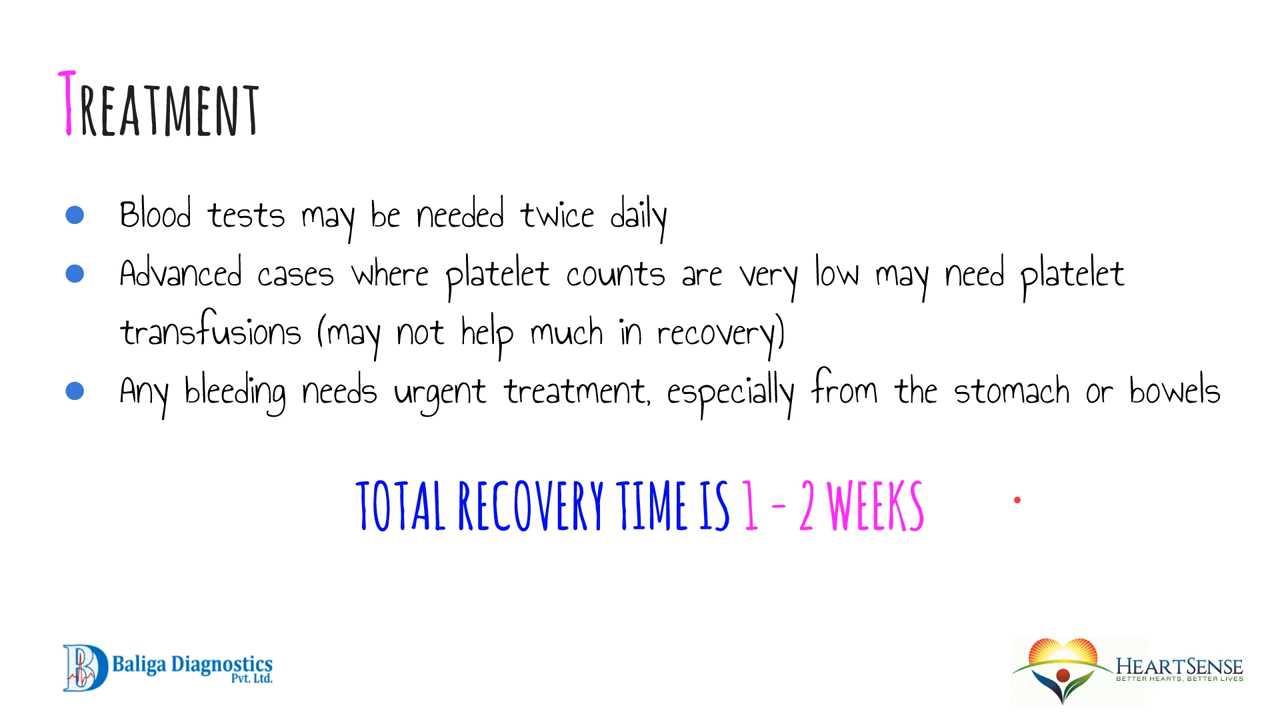 TREATMENT
Blood tests may be needed twice daily
Advanced cases where platelet counts are very low may need platelet
transfusions (may not help much in recovery)
Any bleeding needs urgent treatment, especially from the stomach or bowels
TOTAL RECOVERY TIME IS 1 - 2 WEEKS
Baliga Diagnostics
Pvt. Ltd.
HEARTSENSE
BETTER HEARTS, BETTER LIVES